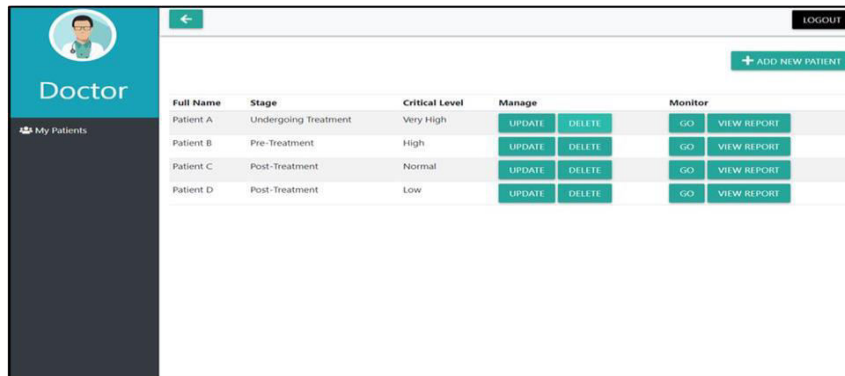 LOGOUT
+ ADD NEW PATIENT
Doctor
My Patients
Full Name Stage Critical Level Manage Monitor
Patient A Undergoing Treatment Very High UPDATE DELETE GO VIEW REPORT
Patient B Pre-Treatment High UPDATE DELETE GO VIEW REPORT
Patient C Post-Treatment Normal UPDATE DELETE GO VIEW REPORT
Patient D Post-Treatment Low UPDATE DELETE GO VIEW REPORT